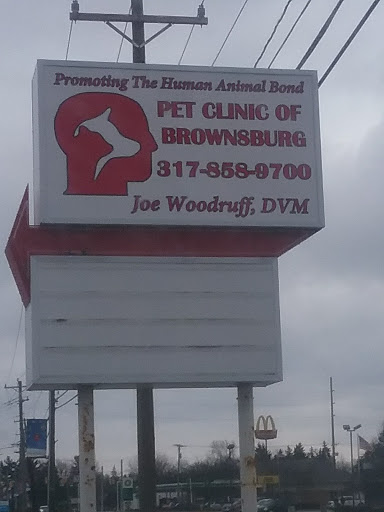 Promoting The Human Animal Bond
PET CLINIC OF
BROWNSBURG
317-858-9700
Joe Woodruff, DVM